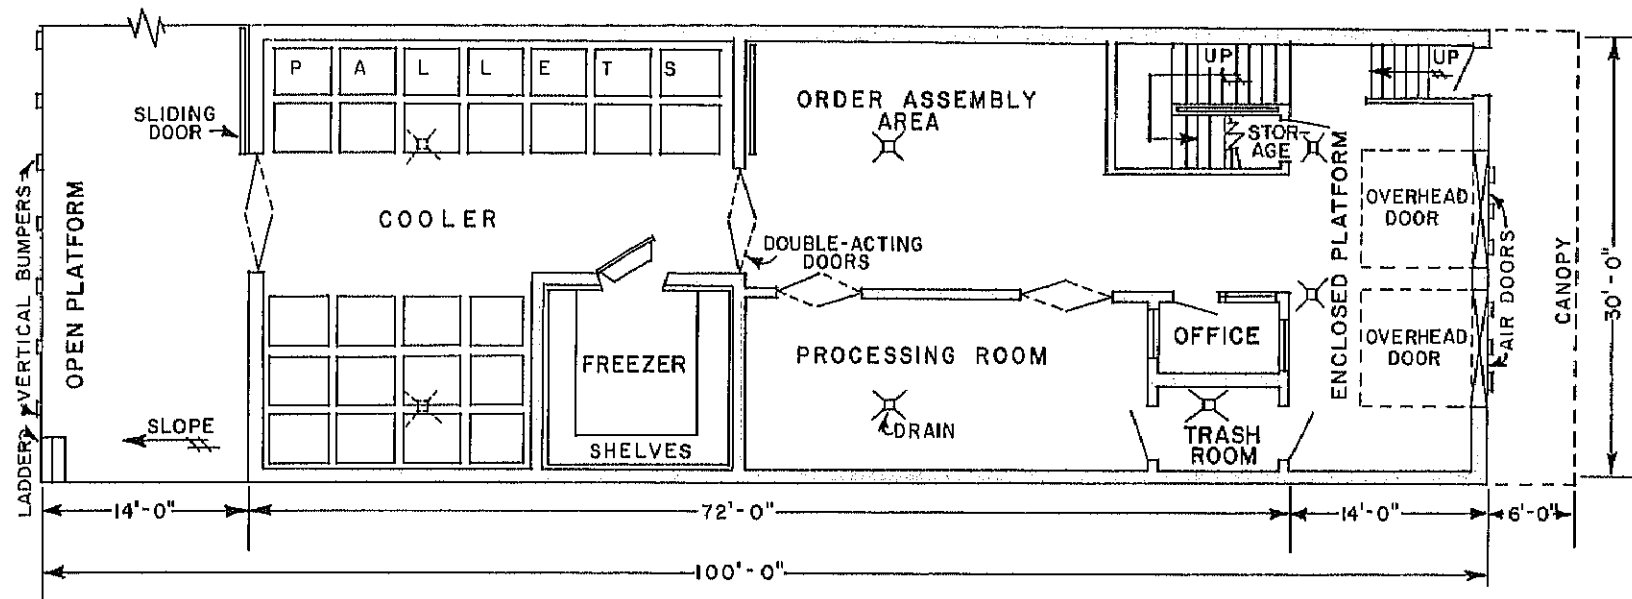 P A L L E T S
SLIDING
DOOR
ORDER ASSEMBLY
AREA
UP
STOR-
AGE
UP
VERTICAL BUMPERS
OPEN PLATFORM
COOLER
DOUBLE-ACTING
DOORS
ENCLOSED PLATFORM
OVERHEAD
DOOR
AIR DOORS
CANOPY
30'-0"
FREEZER
SHELVES
PROCESSING ROOM
OFFICE
OVERHEAD
DOOR
DRAIN
TRASH
ROOM
SLOPE
LADDER
14'-0"
72'-0"
14'-0"
6'-0"
100'-0"